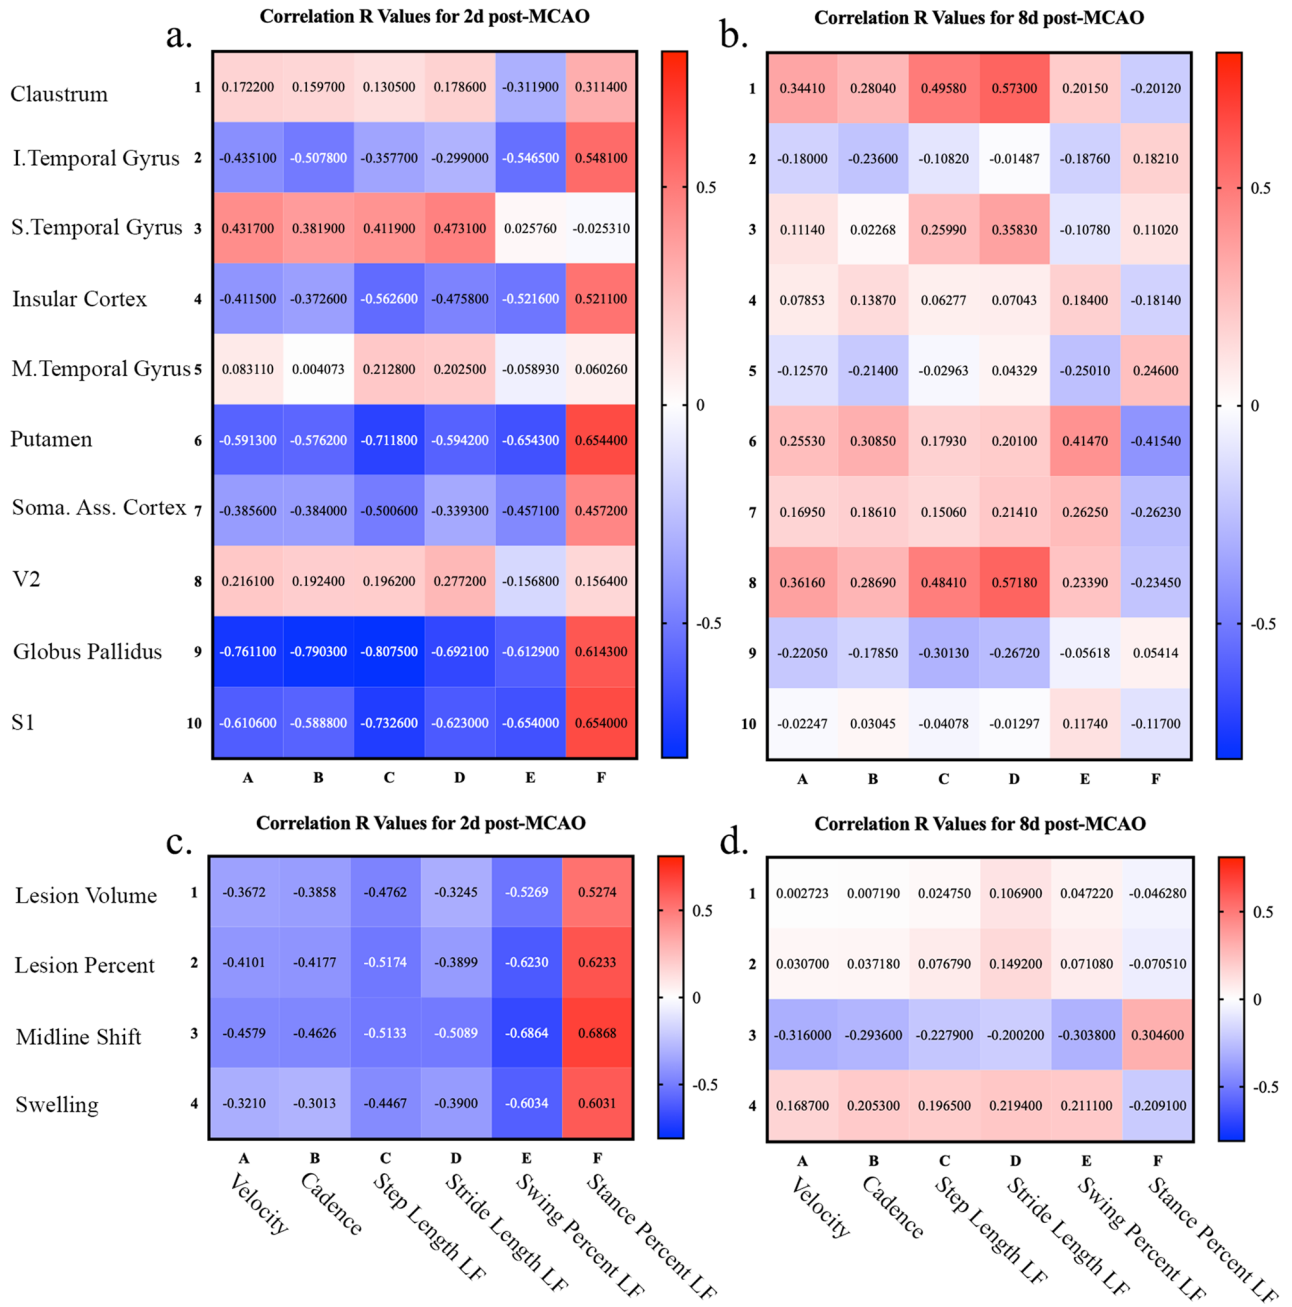 Correlation R Values for 2d post-MCAO
Correlation R Values for 8d post-MCAO
a.
b.
Claustrum 1 0.172200 0.159700 0.130500 0.178600 -0.311900 0.311400
I.Temporal Gyrus 2 -0.435100 -0.507800 -0.357700 -0.299000 -0.546500 0.548100
S.Temporal Gyrus 3 0.431700 0.381900 0.411900 0.473100 0.025760 -0.025310
Insular Cortex 4 -0.411500 -0.372600 -0.562600 -0.475800 -0.521600 0.521100
M.Temporal Gyrus 5 0.083110 0.004073 0.212800 0.202500 -0.058930 0.060260
Putamen 6 -0.591300 -0.576200 -0.711800 -0.594200 -0.654300 0.654400
Soma. Ass. Cortex 7 -0.385600 -0.384000 -0.500600 -0.339300 -0.457100 0.457200
V2 8 0.216100 0.192400 0.196200 0.277200 -0.156800 0.156400
Globus Pallidus 9 -0.761100 -0.790300 -0.807500 -0.692100 -0.612900 0.614300
S1 10 -0.610600 -0.588800 -0.732600 -0.623000 -0.654000 0.654000
A B C D E F
0.5
0
-0.5
1 0.34410 0.28040 0.49580 0.57300 0.20150 -0.20120
2 -0.18000 -0.23600 -0.10820 -0.01487 -0.18760 0.18210
3 0.11140 0.02268 0.25990 0.35830 -0.10780 0.11020
4 0.07853 0.13870 0.06277 0.07043 0.18400 -0.18140
5 -0.12570 -0.21400 -0.02963 0.04329 -0.25010 0.24600
6 0.25530 0.30850 0.17930 0.20100 0.41470 -0.41540
7 0.16950 0.18610 0.15060 0.21410 0.26250 -0.26230
8 0.36160 0.28690 0.48410 0.57180 0.23390 -0.23450
9 -0.22050 -0.17850 -0.30130 -0.26720 -0.05618 0.05414
10 -0.02247 0.03045 -0.04078 -0.01297 0.11740 -0.11700
A B C D E F
0.5
0
-0.5
Correlation R Values for 2d post-MCAO
Correlation R Values for 8d post-MCAO
c.
d.
Lesion Volume 1 -0.3672 -0.3858 -0.4762 -0.3245 -0.5269 0.5274
Lesion Percent 2 -0.4101 -0.4177 -0.5174 -0.3899 -0.6230 0.6233
Midline Shift 3 -0.4579 -0.4626 -0.5133 -0.5089 -0.6864 0.6868
Swelling 4 -0.3210 -0.3013 -0.4467 -0.3900 -0.6034 0.6031
A B C D E F
Velocity
Cadence
Step Length LF
Stride Length LF
Swing Percent LF
Stance Percent LF
0.5
0
-0.5
1 0.002723 0.007190 0.024750 0.106900 0.047220 -0.046280
2 0.030700 0.037180 0.076790 0.149200 0.071080 -0.070510
3 -0.316000 -0.293600 -0.227900 -0.200200 -0.303800 0.304600
4 0.168700 0.205300 0.196500 0.219400 0.211100 -0.209100
A B C D E F
Velocity
Cadence
Step Length LF
Stride Length LF
Swing Percent LF
Stance Percent LF
0.5
0
-0.5